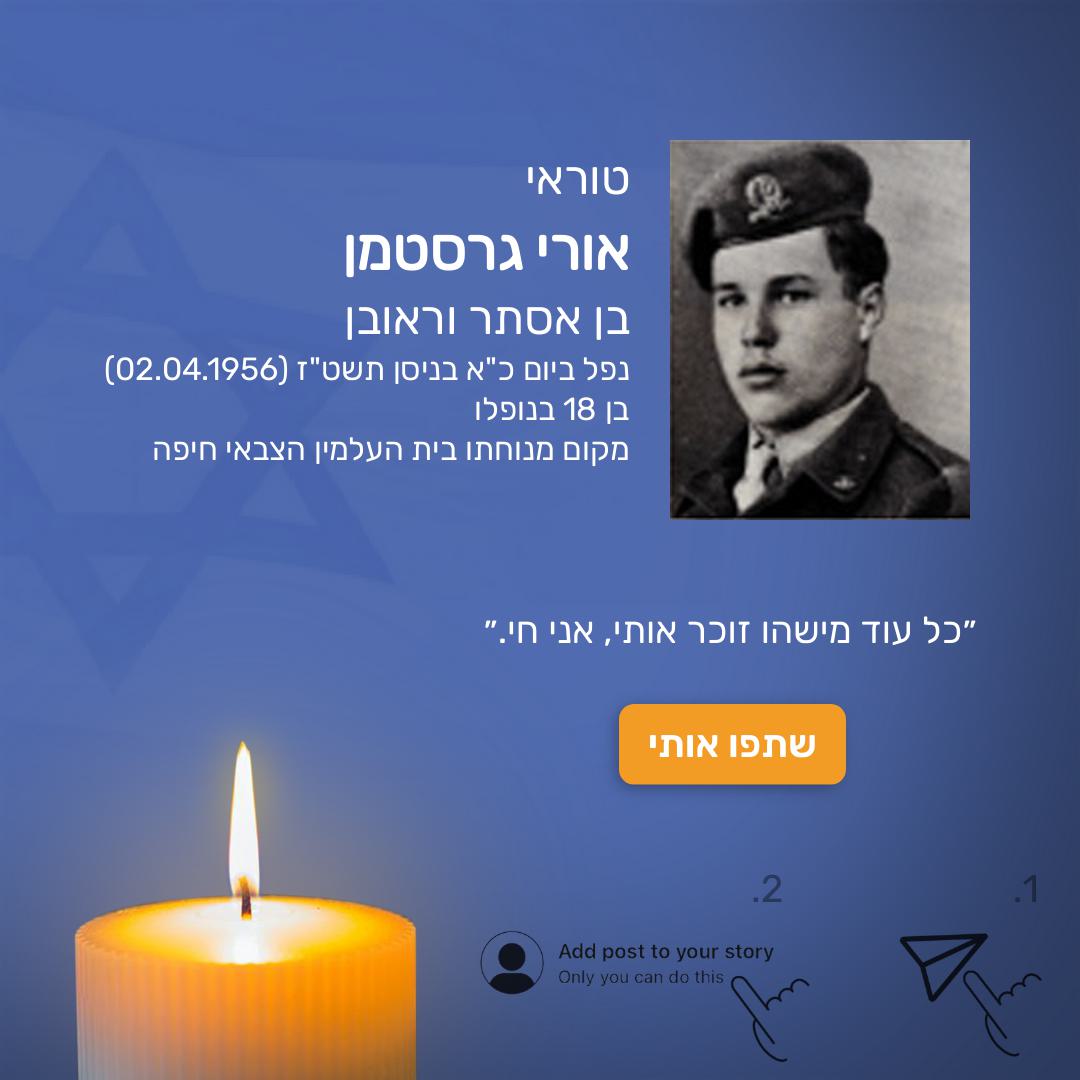 טוראי
אורי גרסטמן
בן אסתר וראובן
נפל ביום כ"א בניסן תשט"ז (02.04.1956)
בן 18 בנופלו
מקום מנוחתו בית העלמין הצבאי חיפה
״כל עוד מישהו זוכר אותי, אני חי.״
שתפו אותי
.1
.2
Add post to your story
Only you can do this